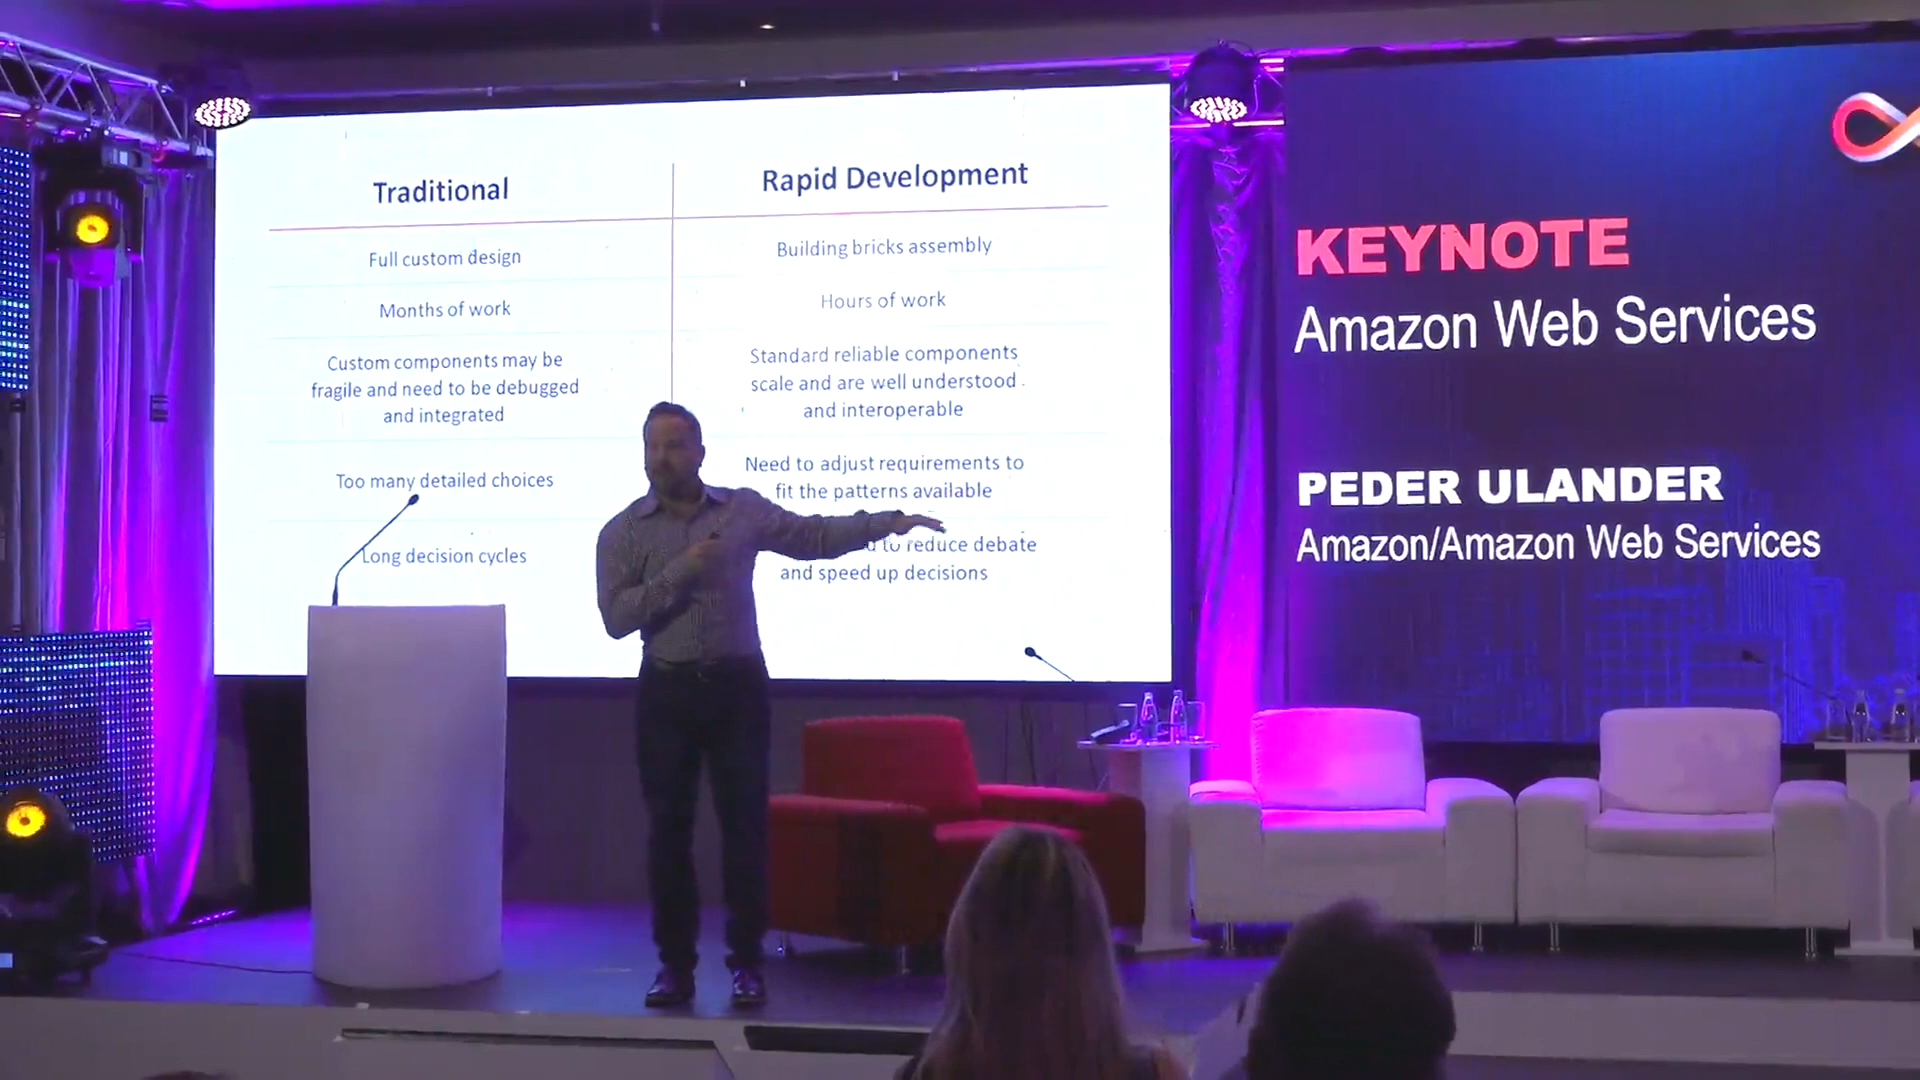 Traditional
Rapid Development
Full custom design
Building bricks assembly
Months of work
Hours of work
Custom components may be
fragile and need to be debugged
and integrated
Standard reliable components
scale and are well understood
and interoperable
Too many detailed choices
Need to adjust requirements to
fit the patterns available
Long decision cycles
to reduce debate
and speed up decisions
KEYNOTE
Amazon Web Services
PEDER ULANDER
Amazon/Amazon Web Services